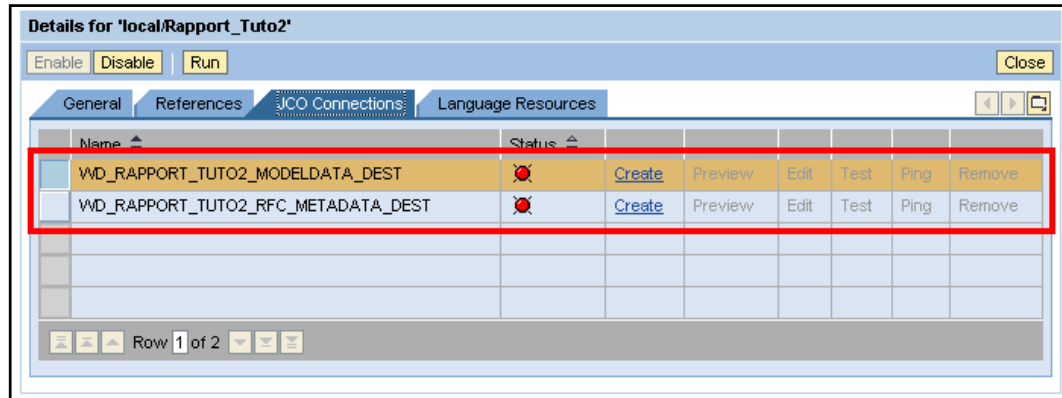 Details for 'local/Rapport_Tuto2'
Enable Disable Run Close
General References JCO Connections Language Resources
Name Status
WD_RAPPORT_TUTO2_MODELDATA_DEST Create Preview Edit Test Ping Remove
WD_RAPPORT_TUTO2_RFC_METADATA_DEST Create Preview Edit Test Ping Remove
Row 1 of 2